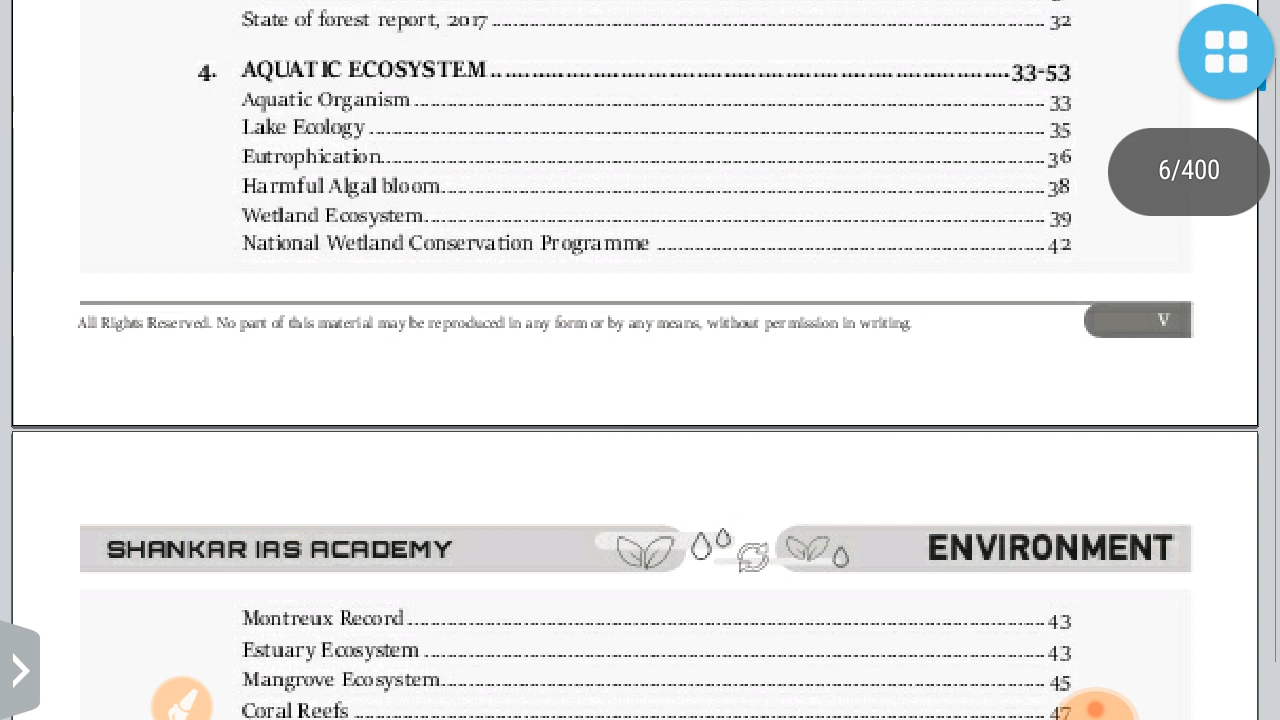 State of forest report, 2017 ........ 32
4. AQUATIC ECOSYSTEM ........ 33-53
Aquatic Organism ........ 33
Lake Ecology ........ 35
Eutrophication ........ 36
Harmful Algal bloom ........ 38
Wetland Ecosystem ........ 39
National Wetland Conservation Programme ........ 42
6/400
All Rights Reserved. No part of this material may be reproduced in any form or by any means, without permission in writing.
V
SHANKAR IAS ACADEMY
ENVIRONMENT
Montreux Record ........ 43
Estuary Ecosystem ........ 43
Mangrove Ecosystem ........ 45
Coral Reefs ........ 47